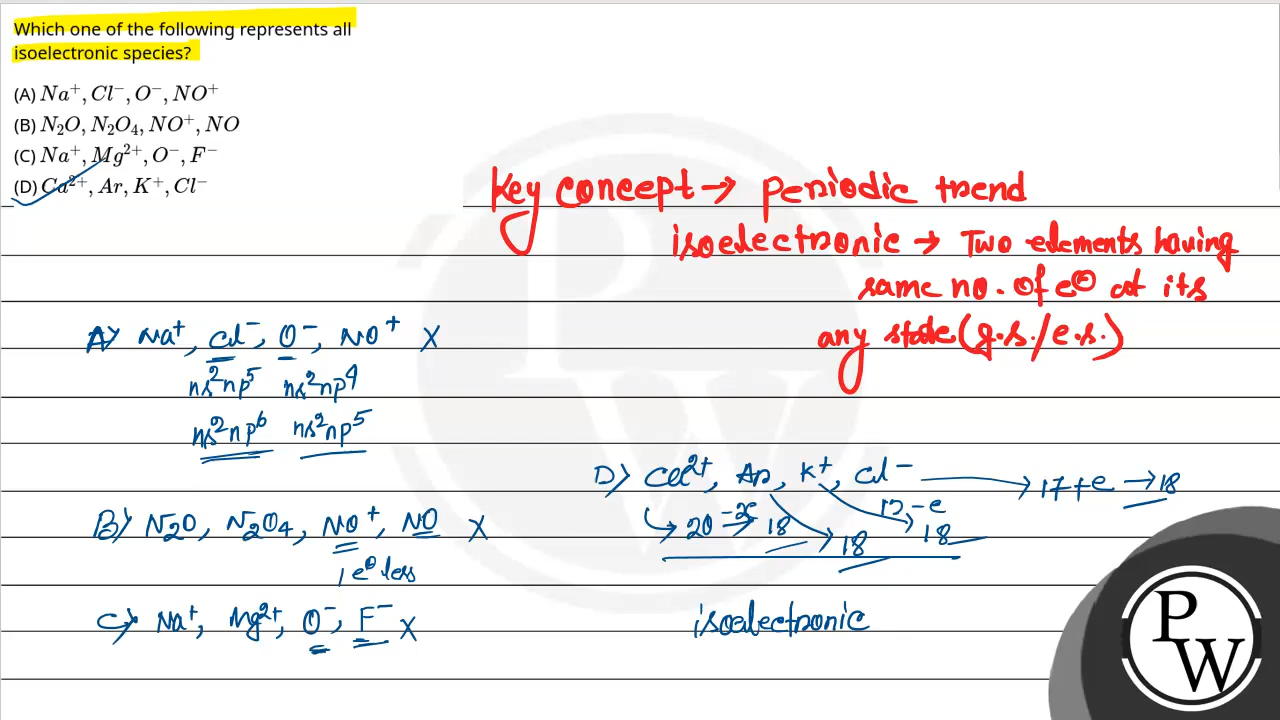 Which one of the following represents all
isoelectronic species?
(A) Na⁺, Cl⁻, O⁻, NO⁺
(B) N₂O, N₂O₄, NO⁺, NO
(C) Na⁺, Mg²⁺, O⁻, F⁻
(D) Ca²⁺, Ar, K⁺, Cl⁻
Key concept → periodic trend
isoelectronic → Two elements having
same no. of e⊖ at its
any state (g.s./e.s.)
A) Na⁺, Cl⁻, O⁻, NO⁺ X
ns²np⁵ ns²np⁴
ns²np⁶ ns²np⁵
B) N₂O, N₂O₄, NO⁺, NO X
1 e⊖ less
C) Na⁺, Mg²⁺, O⁻, F⁻ X
D) Ca²⁺, Ar, K⁺, Cl⁻ → 17+e → 18
→ 20 -2e → 18 18 -e 18
isoelectronic
P
W